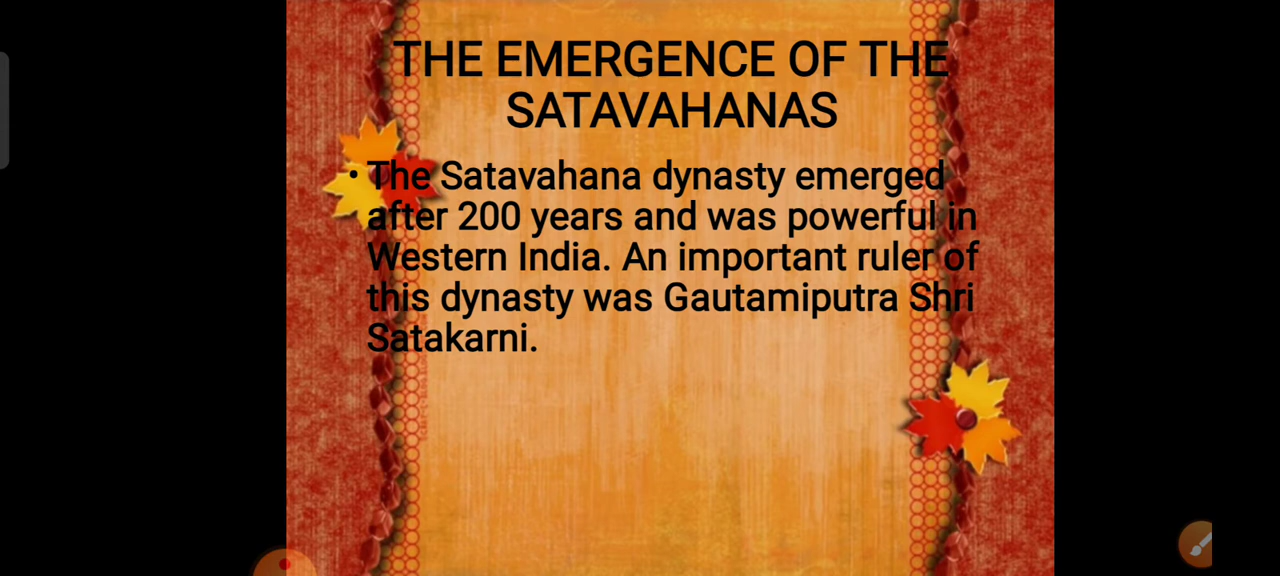 THE EMERGENCE OF THE
SATAVAHANAS
• The Satavahana dynasty emerged
after 200 years and was powerful in
Western India. An important ruler of
this dynasty was Gautamiputra Shri
Satakarni.